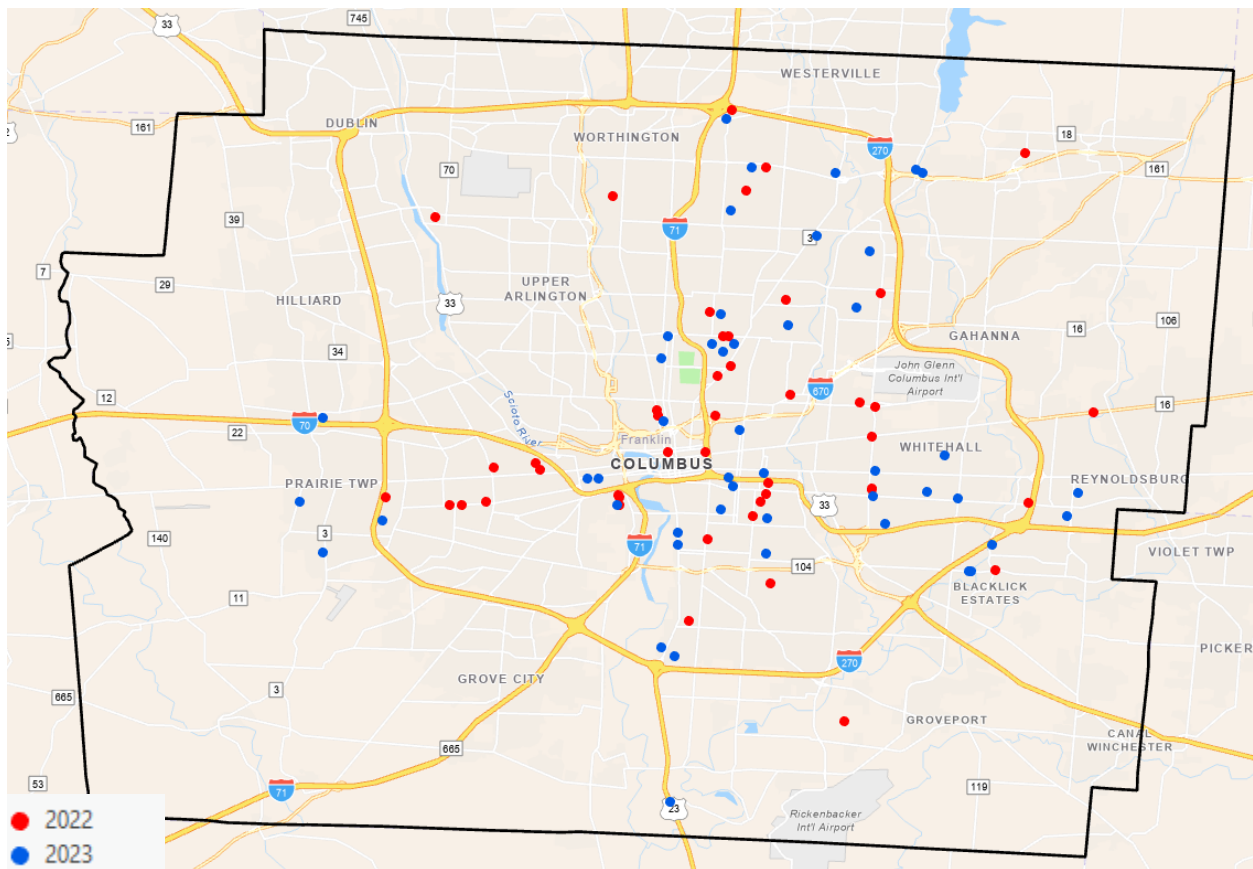 745
33
WESTERVILLE
161
DUBLIN
WORTHINGTON
18
270
70
161
39
71
3
7
UPPER
ARLINGTON
29
HILLIARD
33
106
16
GAHANNA
34
John Glenn
Columbus Int'l
Airport
670
12
70
Scioto River
16
22
Franklin
WHITEHALL
COLUMBUS
PRAIRIE TWP
REYNOLDSBURG
33
3
140
71
VIOLET TWP
104
BLACKLICK
ESTATES
11
PICKER
270
GROVE CITY
3
665
GROVEPORT
CANAL
WINCHESTER
665
53
71
119
23
Rickenbacker
Int'l Airport
2022
2023